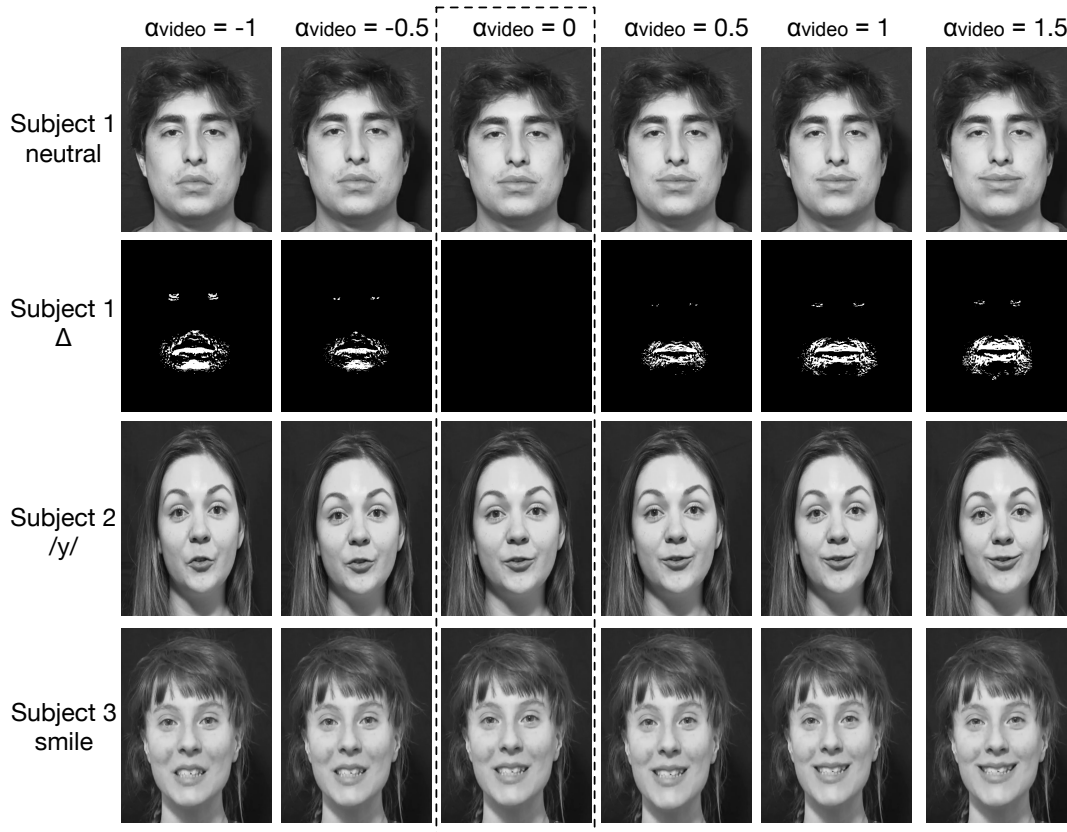 αvideo = -1
αvideo = -0.5
αvideo = 0
αvideo = 0.5
αvideo = 1
αvideo = 1.5
Subject 1
neutral
Subject 1
Δ
Subject 2
/y/
Subject 3
smile